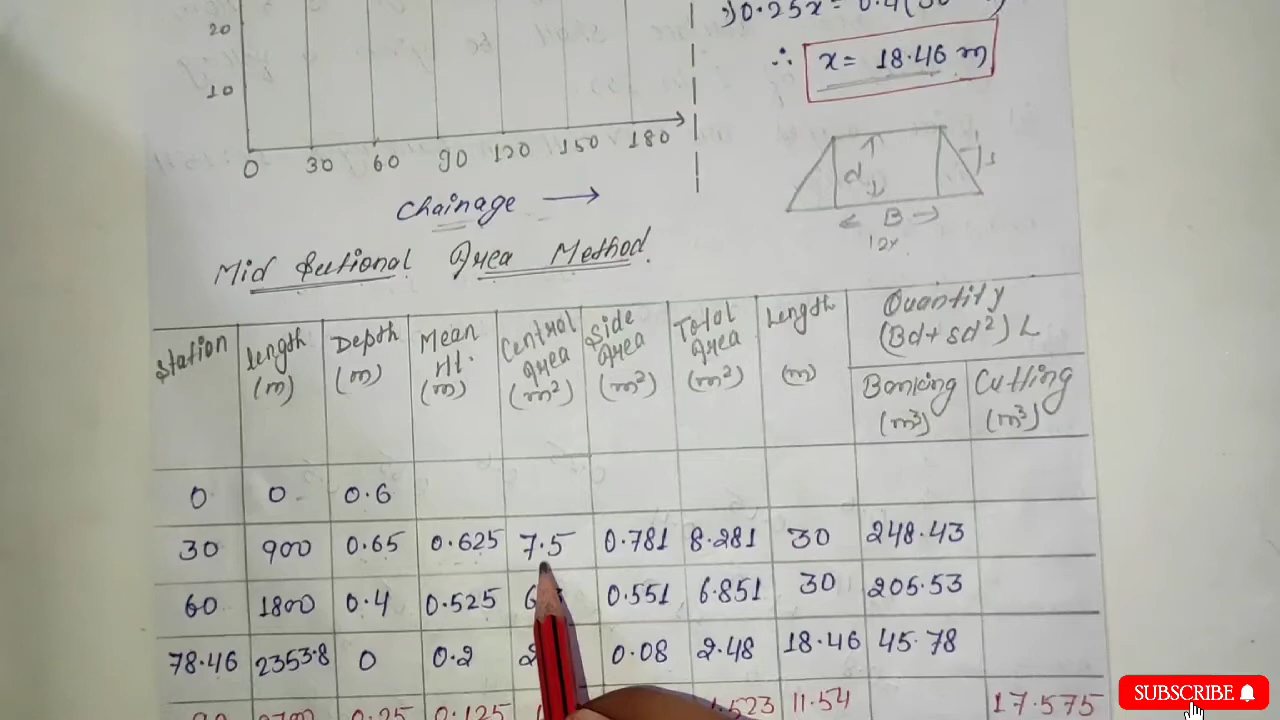 20
10
0 30 60 90 120 150 180
Chainage
∴ x = 18.46 m
d
B
Mid Sectional Area Method
Station Length (m) Depth (m) Mean Ht. (m) Central Area (m²) Side Area (m²) Total Area (m²) Length (m) Quantity (Bd+sd²) L
Banking (m³) Cutting (m³)
0 0 0.6
30 900 0.65 0.625 7.5 0.781 8.281 30 248.43
60 1800 0.4 0.525 0.551 6.851 30 205.53
78.46 2353.8 0 0.2 0.08 2.48 18.46 45.78
0.25 0.125 11.54 17.575
SUBSCRIBE